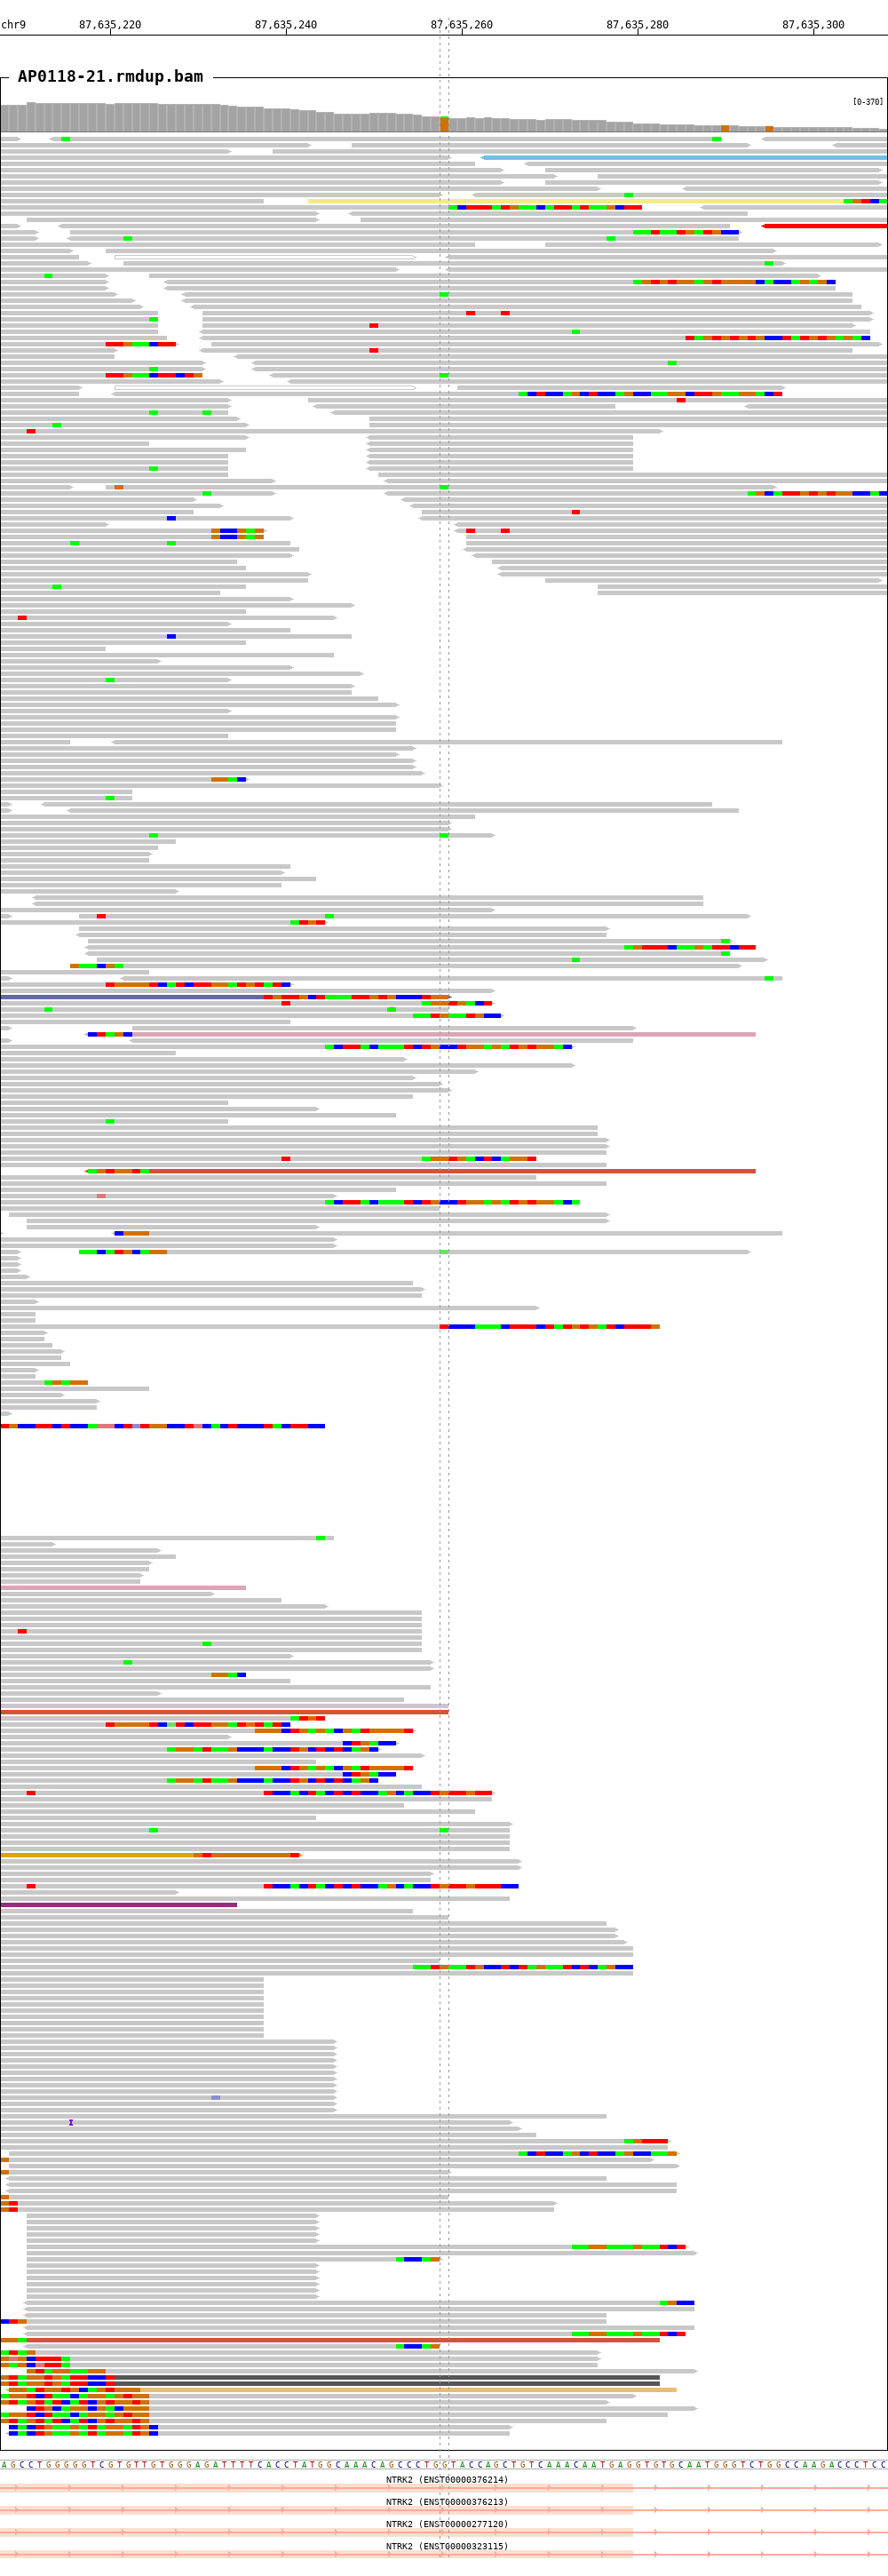 chr9 87,635,220 87,635,240 87,635,260 87,635,280 87,635,300
AP0118-21.rmdup.bam
[0-370]
AGCCTGGGGGTCGTGTTGTGGGAGATTTTCACCTATGGCAAACAGCCCTGGTACCAGCTGTCAAACAATGAGGTGTGCAATGGGTCTGGCCAAGACCCTCC
NTRK2 (ENST00000376214)
NTRK2 (ENST00000376213)
NTRK2 (ENST00000277120)
NTRK2 (ENST00000323115)